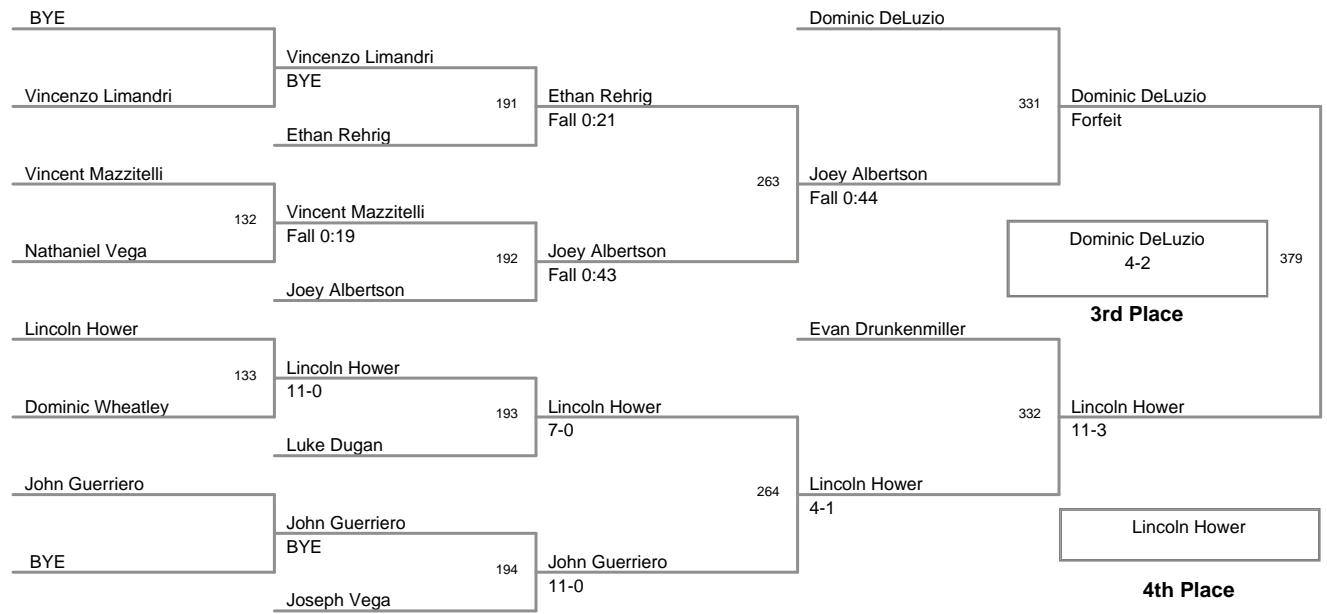 BYE
Vincenzo Limandri
Vincenzo Limandri
BYE
191
Ethan Rehrig
Ethan Rehrig
Fall 0:21
Vincent Mazzitelli
132
Nathaniel Vega
Vincent Mazzitelli
Fall 0:19
192
Joey Albertson
Joey Albertson
Fall 0:43
263
Joey Albertson
Fall 0:44
Dominic DeLuzio
331
Dominic DeLuzio
Forfeit
Lincoln Hower
133
Dominic Wheatley
Lincoln Hower
11-0
193
Luke Dugan
Lincoln Hower
7-0
John Guerriero
BYE
John Guerriero
BYE
194
Joseph Vega
John Guerriero
11-0
264
Lincoln Hower
4-1
Evan Drunkenmiller
332
Lincoln Hower
11-3
379
Dominic DeLuzio
4-2
3rd Place
Lincoln Hower
4th Place